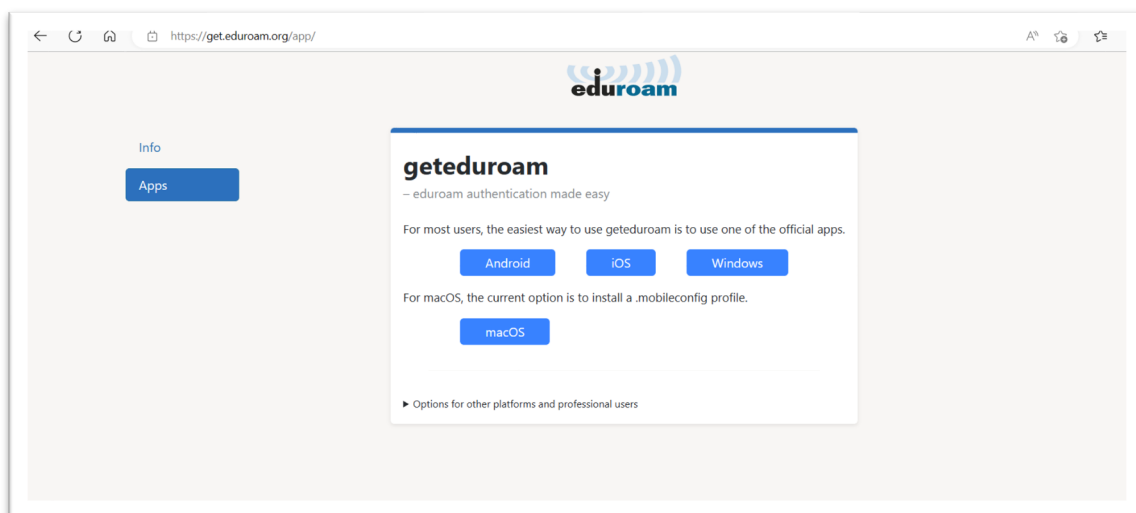 https://get.eduroam.org/app/
eduroam
Info
Apps
geteduroam
– eduroam authentication made easy
For most users, the easiest way to use geteduroam is to use one of the official apps.
Android iOS Windows
For macOS, the current option is to install a .mobileconfig profile.
macOS
▶ Options for other platforms and professional users